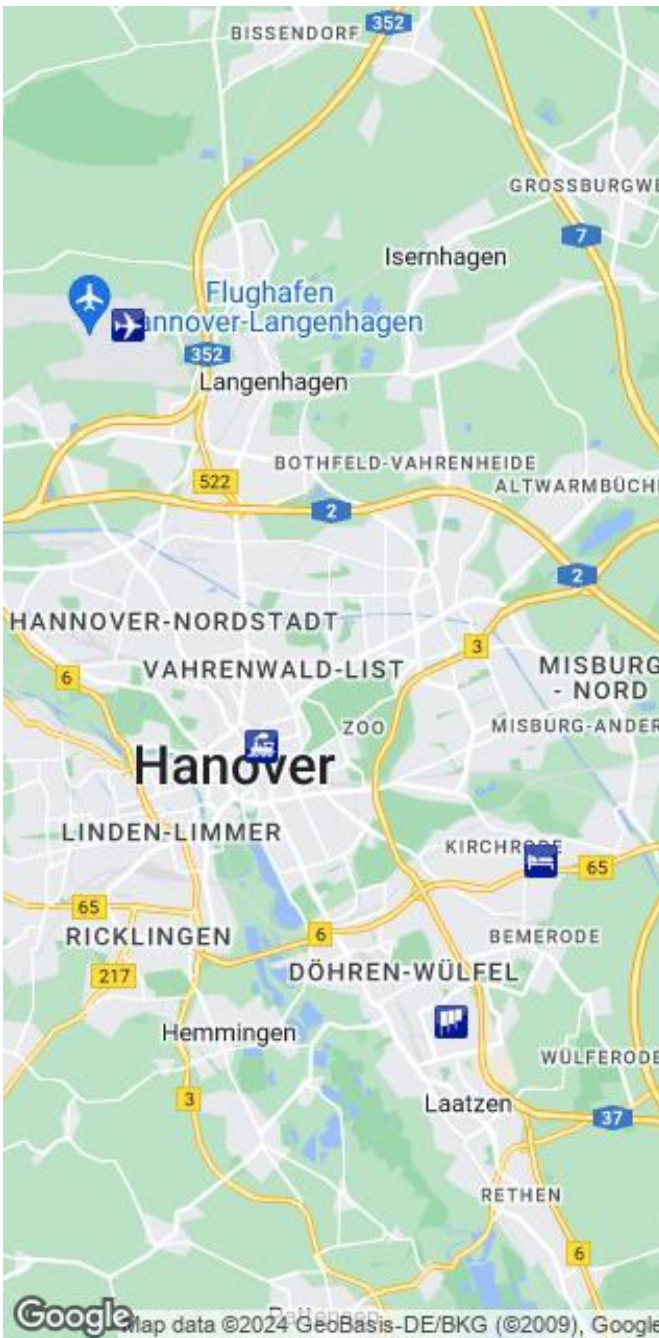 352
BISSENDORF
GROSSBURGWE
7
Isernhagen
Flughafen
annover-Langenhagen
352
Langenhagen
BOTHFELD-VAHRENHEIDE
522
ALTWARMBÜCHE
2
2
HANNOVER-NORDSTADT
3
VAHRENWALD-LIST
MISBURG
- NORD
6
ZOO
MISBURG-ANDER
Hanover
LINDEN-LIMMER
KIRCHRODE
65
65
6
RICKLINGEN
BEMERODE
217
DÖHREN-WÜLFEL
Hemmingen
WÜLFERODE
3
Laatzen
37
RETHEN
6
Google
Map data ©2024 GeoBasis-DE/BKG (©2009), Google